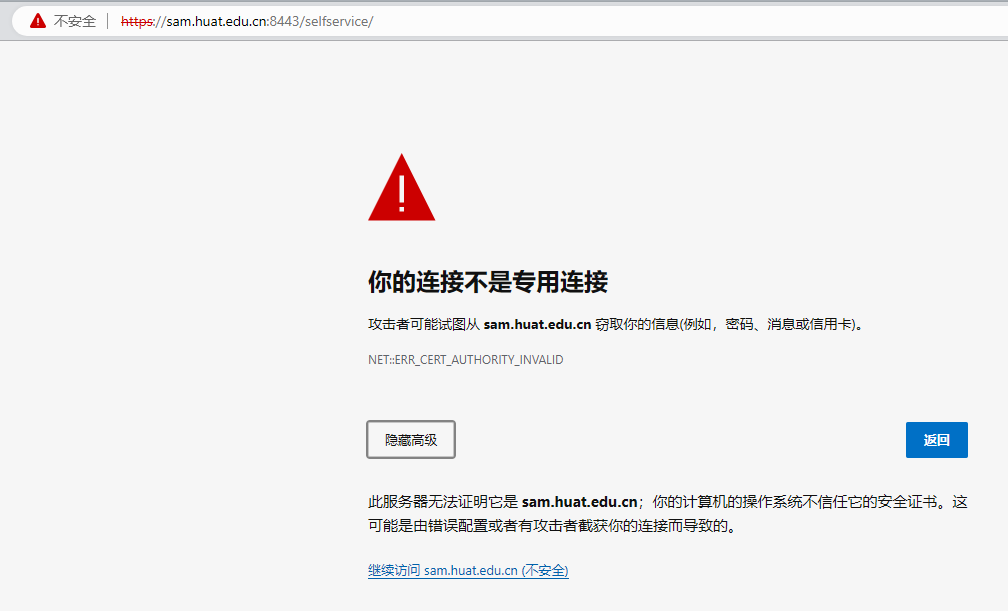 不安全 https://sam.huat.edu.cn:8443/selfservice/
你的连接不是专用连接
攻击者可能试图从 sam.huat.edu.cn 窃取你的信息(例如，密码、消息或信用卡)。
NET::ERR_CERT_AUTHORITY_INVALID
隐藏高级 返回
此服务器无法证明它是 sam.huat.edu.cn；你的计算机的操作系统不信任它的安全证书。这
可能是由错误配置或者有攻击者截获你的连接而导致的。
继续访问 sam.huat.edu.cn (不安全)